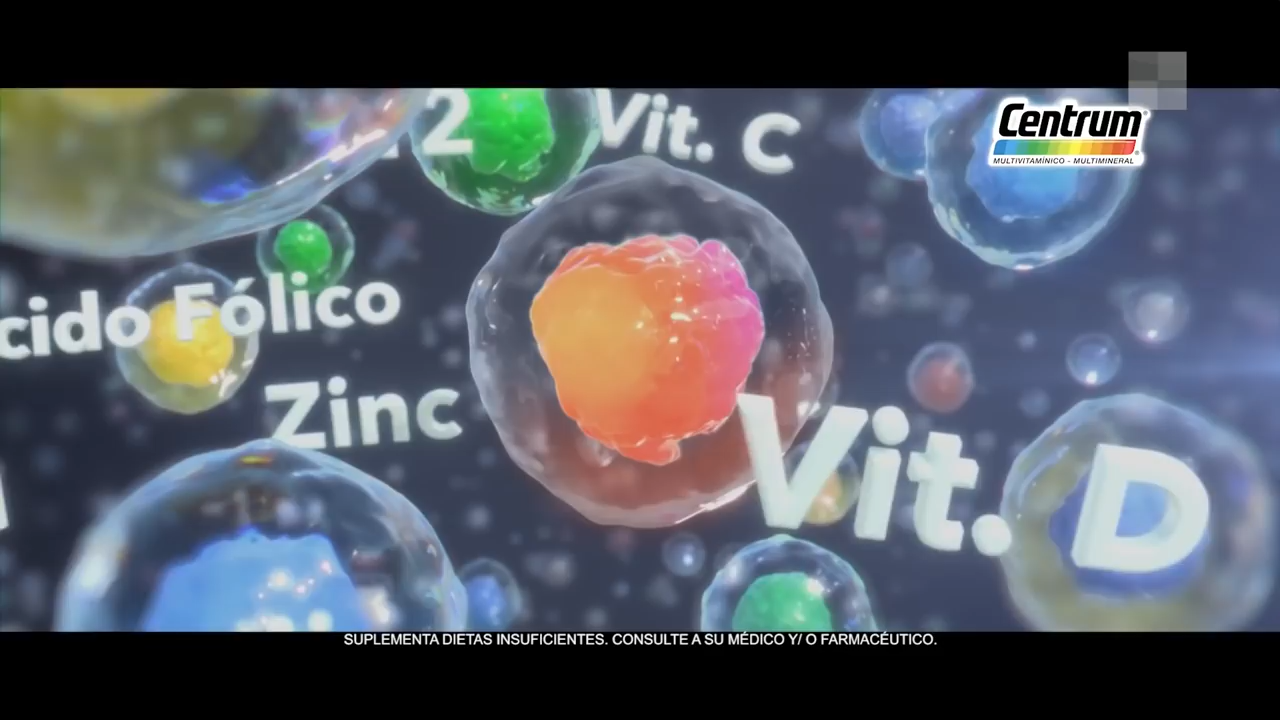 Centrum
MULTIVITAMÍNICO - MULTIMINERAL
2
Vit. C
cido Fólico
Zinc
Vit. D
SUPLEMENTA DIETAS INSUFICIENTES. CONSULTE A SU MÉDICO Y/ O FARMACÉUTICO.